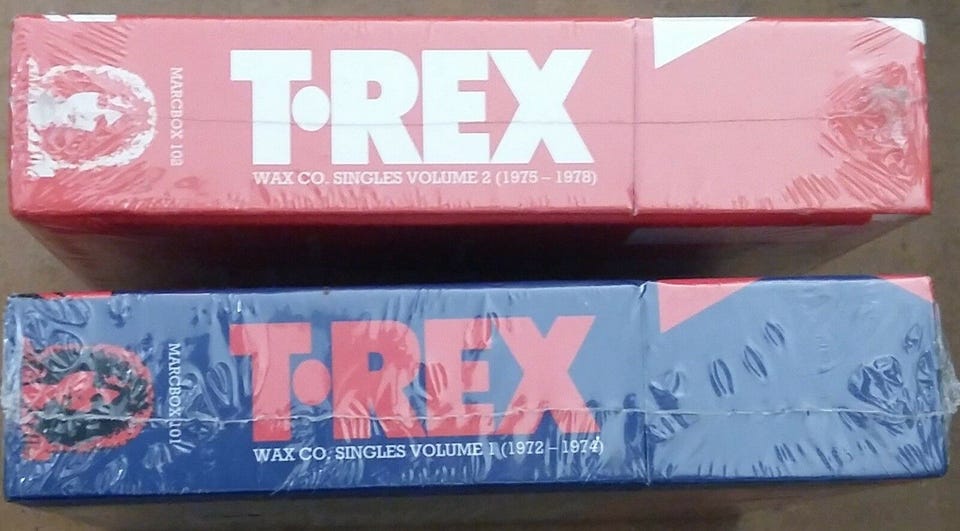 MARCBOX 102
T•REX
WAX CO. SINGLES VOLUME 2 (1975 – 1978)
MARCBOX 101
T•REX
WAX CO. SINGLES VOLUME 1 (1972 – 1974)